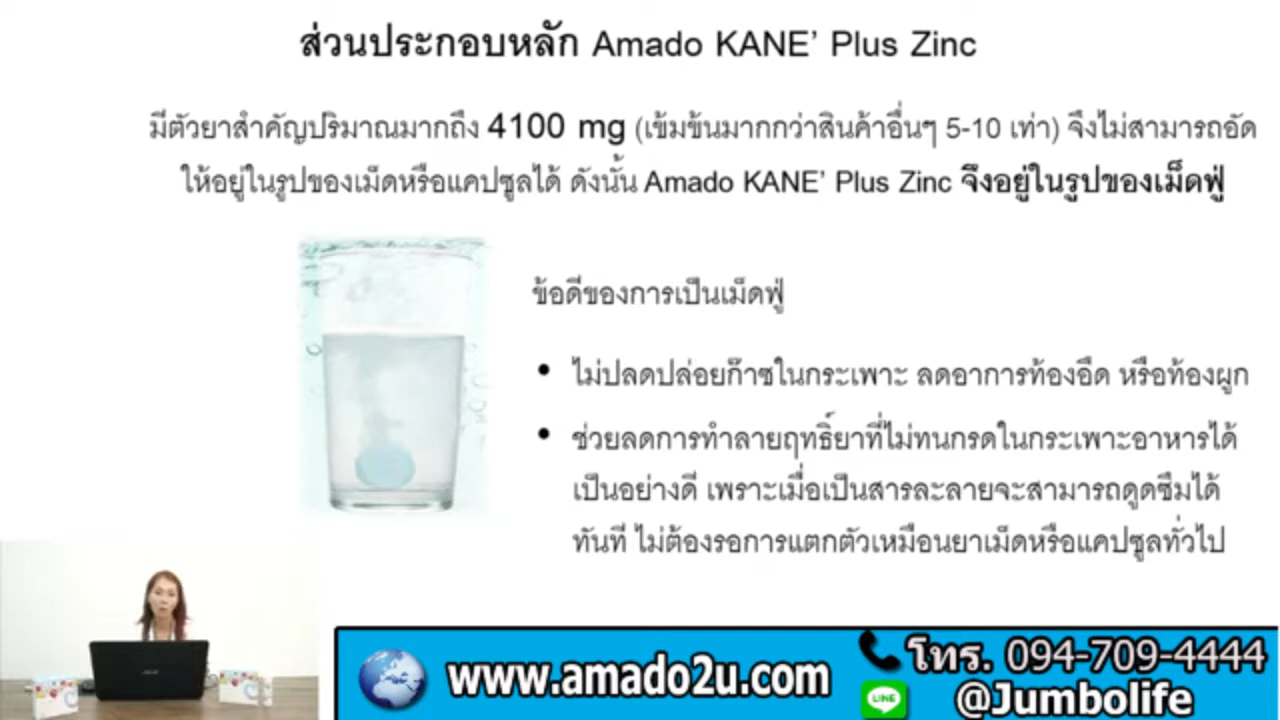 ส่วนประกอบหลัก Amado KANE’ Plus Zinc
มีตัวยาสำคัญปริมาณมากถึง 4100 mg (เข้มข้นมากกว่าสินค้าอื่นๆ 5-10 เท่า) จึงไม่สามารถอัด
ให้อยู่ในรูปของเม็ดหรือแคปซูลได้ ดังนั้น Amado KANE’ Plus Zinc จึงอยู่ในรูปของเม็ดฟู่
ข้อดีของการเป็นเม็ดฟู่
• ไม่ปลดปล่อยก๊าซในกระเพาะ ลดอาการท้องอืด หรือท้องผูก
• ช่วยลดการทำลายฤทธิ์ยาที่ไม่ทนกรดในกระเพาะอาหารได้
เป็นอย่างดี เพราะเมื่อเป็นสารละลายจะสามารถดูดซึมได้
ทันที ไม่ต้องรอการแตกตัวเหมือนยาเม็ดหรือแคปซูลทั่วไป
www.amado2u.com
โทร. 094-709-4444
LINE @Jumbolife